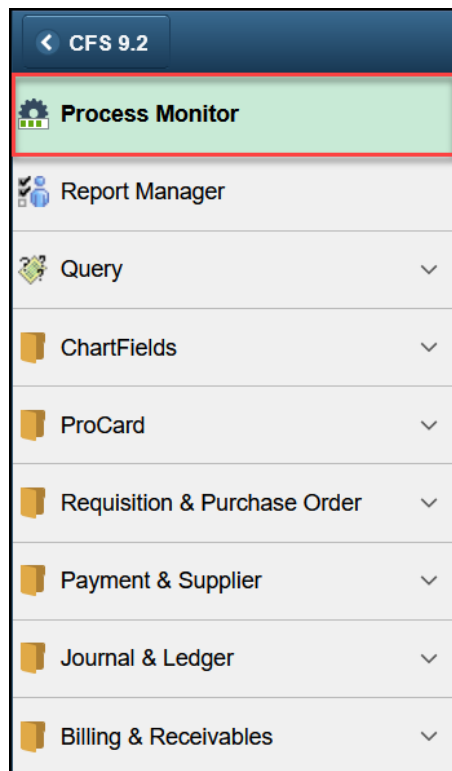 CFS 9.2
Process Monitor
Report Manager
Query
ChartFields
ProCard
Requisition & Purchase Order
Payment & Supplier
Journal & Ledger
Billing & Receivables